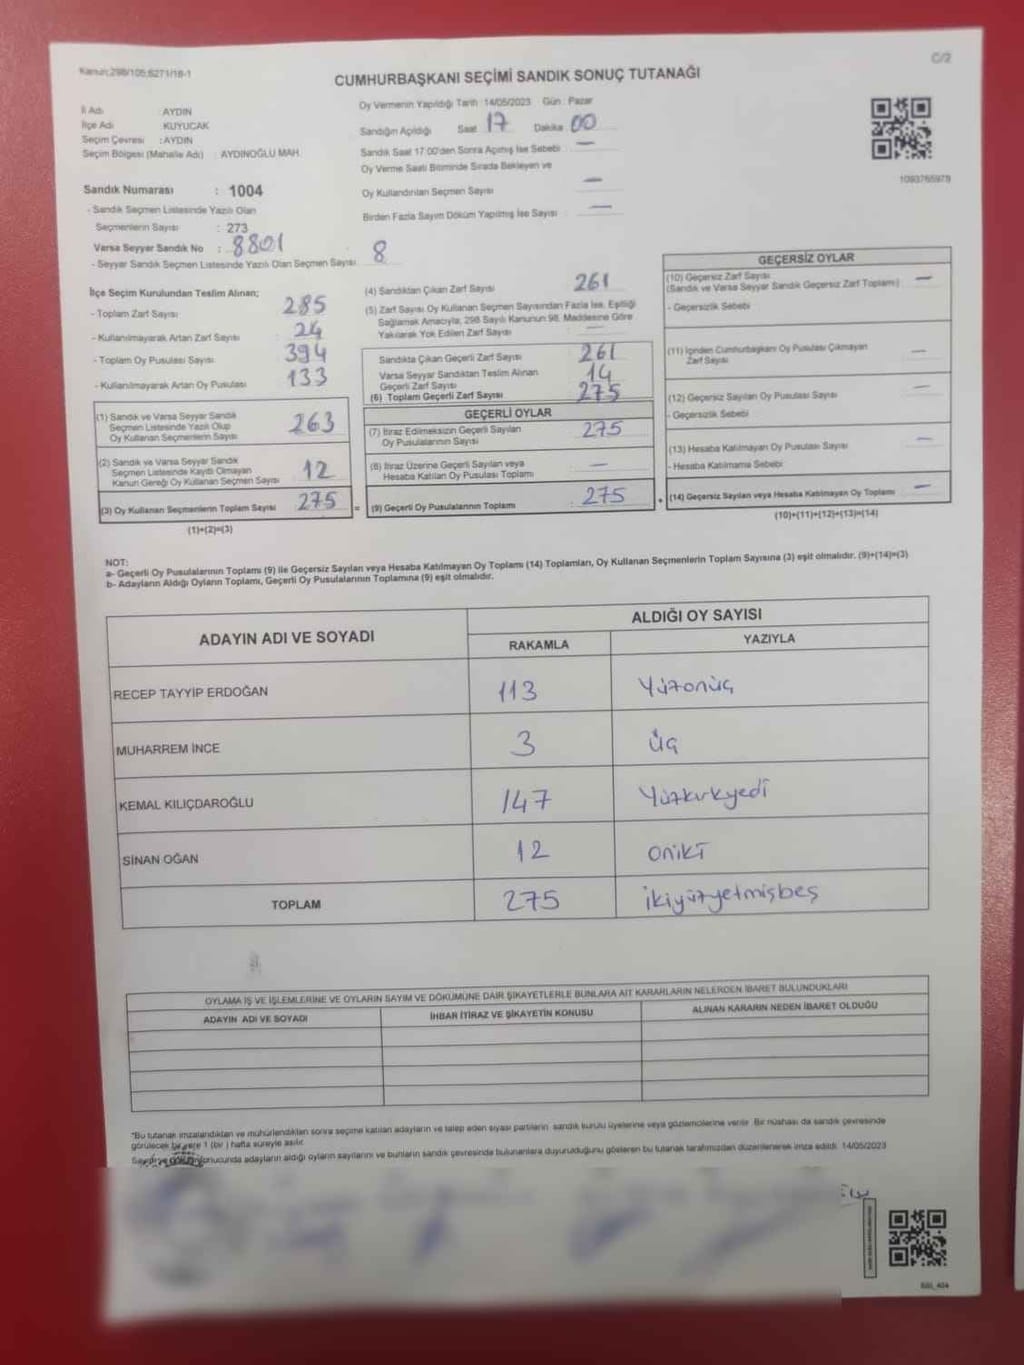 Kanun;298/105;6271/18-1
C/2
CUMHURBAŞKANI SEÇİMİ SANDIK SONUÇ TUTANAĞI
İl Adı : AYDIN
İlçe Adı : KUYUCAK
Seçim Çevresi : AYDIN
Seçim Bölgesi (Mahalle Adı) : AYDINOĞLU MAH.
Sandık Numarası : 1004
- Sandık Seçmen Listesinde Yazılı Olan
Seçmenlerin Sayısı : 273
Varsa Seyyar Sandık No : 8801
- Seyyar Sandık Seçmen Listesinde Yazılı Olan Seçmen Sayısı 8
Oy Vermenin Yapıldığı Tarih 14/05/2023 Gün : Pazar
Sandığın Açıldığı Saat 17 Dakika 00
Sandık Saat 17:00'den Sonra Açılmış İse Sebebi —
Oy Verme Saati Bitiminde Sırada Bekleyen ve
Oy Kullandırılan Seçmen Sayısı —
Birden Fazla Sayım Döküm Yapılmış İse Sayısı —
1093765978
İlçe Seçim Kurulundan Teslim Alınan;
- Toplam Zarf Sayısı 285
- Kullanılmayarak Artan Zarf Sayısı 24
- Toplam Oy Pusulası Sayısı 394
- Kullanılmayarak Artan Oy Pusulası 133
(1) Sandık ve Varsa Seyyar Sandık
Seçmen Listesinde Yazılı Olup
Oy Kullanan Seçmenlerin Sayısı 263
(2) Sandık ve Varsa Seyyar Sandık
Seçmen Listesinde Kayıtlı Olmayan
Kanun Gereği Oy Kullanan Seçmen Sayısı 12
(3) Oy Kullanan Seçmenlerin Toplam Sayısı 275
(1)+(2)=(3)
(4) Sandıktan Çıkan Zarf Sayısı 261
(5) Zarf Sayısı Oy Kullanan Seçmen Sayısından Fazla İse, Eşitliği
Sağlamak Amacıyla, 298 Sayılı Kanunun 98. Maddesine Göre
Yakılarak Yok Edilen Zarf Sayısı —
Sandıkta Çıkan Geçerli Zarf Sayısı 261
Varsa Seyyar Sandıktan Teslim Alınan
Geçerli Zarf Sayısı 14
(6) Toplam Geçerli Zarf Sayısı 275
GEÇERLİ OYLAR
(7) İtiraz Edilmeksizin Geçerli Sayılan
Oy Pusulalarının Sayısı 275
(8) İtiraz Üzerine Geçerli Sayılan veya
Hesaba Katılan Oy Pusulası Toplamı —
= (9) Geçerli Oy Pusulalarının Toplamı 275
GEÇERSİZ OYLAR
(10) Geçersiz Zarf Sayısı
(Sandık ve Varsa Seyyar Sandık Geçersiz Zarf Toplamı) —
- Geçersizlik Sebebi
(11) İçinden Cumhurbaşkanı Oy Pusulası Çıkmayan
Zarf Sayısı —
(12) Geçersiz Sayılan Oy Pusulası Sayısı —
- Geçersizlik Sebebi
(13) Hesaba Katılmayan Oy Pusulası Sayısı —
- Hesaba Katılmama Sebebi
+ (14) Geçersiz Sayılan veya Hesaba Katılmayan Oy Toplamı —
(10)+(11)+(12)+(13)=(14)
NOT:
a- Geçerli Oy Pusulalarının Toplamı (9) ile Geçersiz Sayılan veya Hesaba Katılmayan Oy Toplamı (14) Toplamları, Oy Kullanan Seçmenlerin Toplam Sayısına (3) eşit olmalıdır. (9)+(14)=(3)
b- Adayların Aldığı Oyların Toplamı, Geçerli Oy Pusulalarının Toplamına (9) eşit olmalıdır.
ADAYIN ADI VE SOYADI ALDIĞI OY SAYISI
RAKAMLA YAZIYLA
RECEP TAYYİP ERDOĞAN 113 Yüzonüç
MUHARREM İNCE 3 Üç
KEMAL KILIÇDAROĞLU 147 Yüzkırkyedi
SİNAN OĞAN 12 oniki
TOPLAM 275 ikiyüzyetmişbeş
OYLAMA İŞ VE İŞLEMLERİNE VE OYLARIN SAYIM VE DÖKÜMÜNE DAİR ŞİKAYETLERLE BUNLARA AİT KARARLARIN NELERDEN İBARET BULUNDUKLARI
ADAYIN ADI VE SOYADI İHBAR İTİRAZ VE ŞİKAYETİN KONUSU ALINAN KARARIN NEDEN İBARET OLDUĞU
*Bu tutanak imzalandıktan ve mühürlendikten sonra seçime katılan adayların ve talep eden siyasi partilerin sandık kurulu üyelerine veya gözlemcilerine verilir. Bir nüshası da sandık çevresinde
görülecek bir yere 1 (bir ) hafta süreyle asılır.
sonucunda adayların aldığı oyların sayılarını ve bunların sandık çevresinde bulunanlara duyurulduğunu gösteren bu tutanak tarafımızdan düzenlenerek imza edildi. 14/05/2023